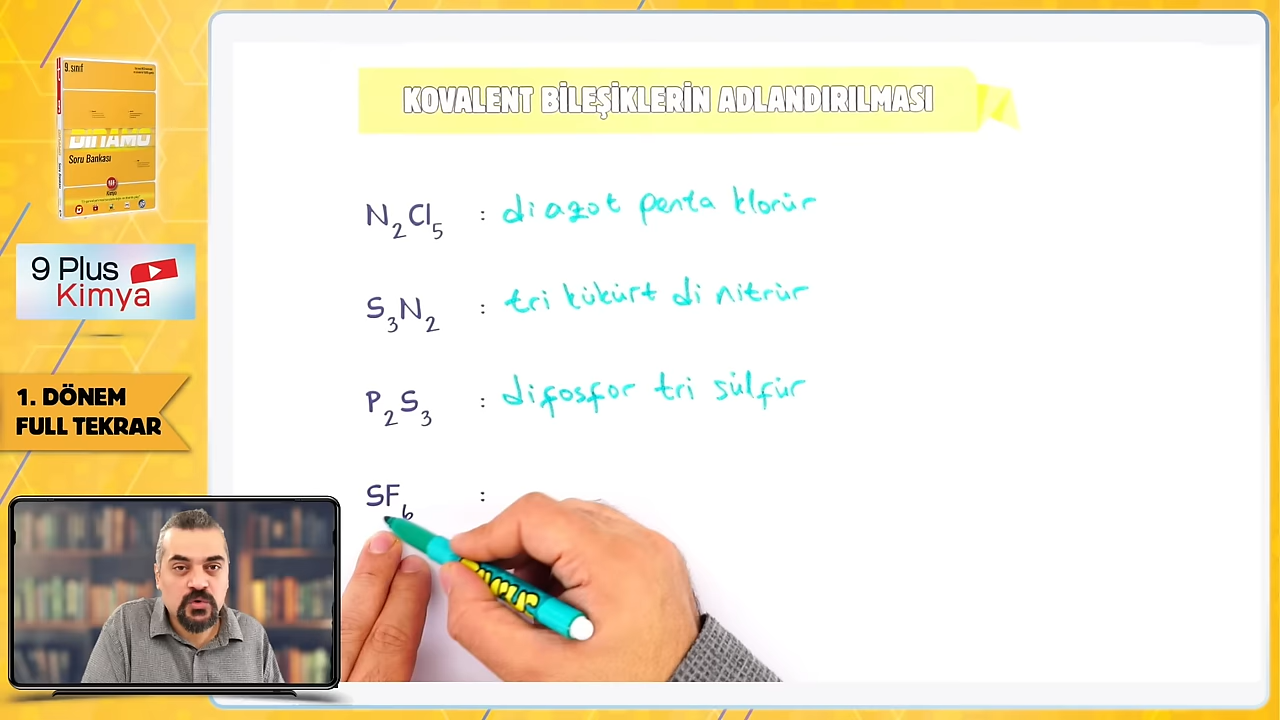 9.sınıf
DİNAMO
Soru Bankası
Kimya
9 Plus
Kimya
1. DÖNEM
FULL TEKRAR
KOVALENT BİLEŞİKLERİN ADLANDIRILMASI
N2Cl5 : diazot penta klorür
S3N2 : tri kükürt di nitrür
P2S3 : difosfor tri sülfür
SF6 :